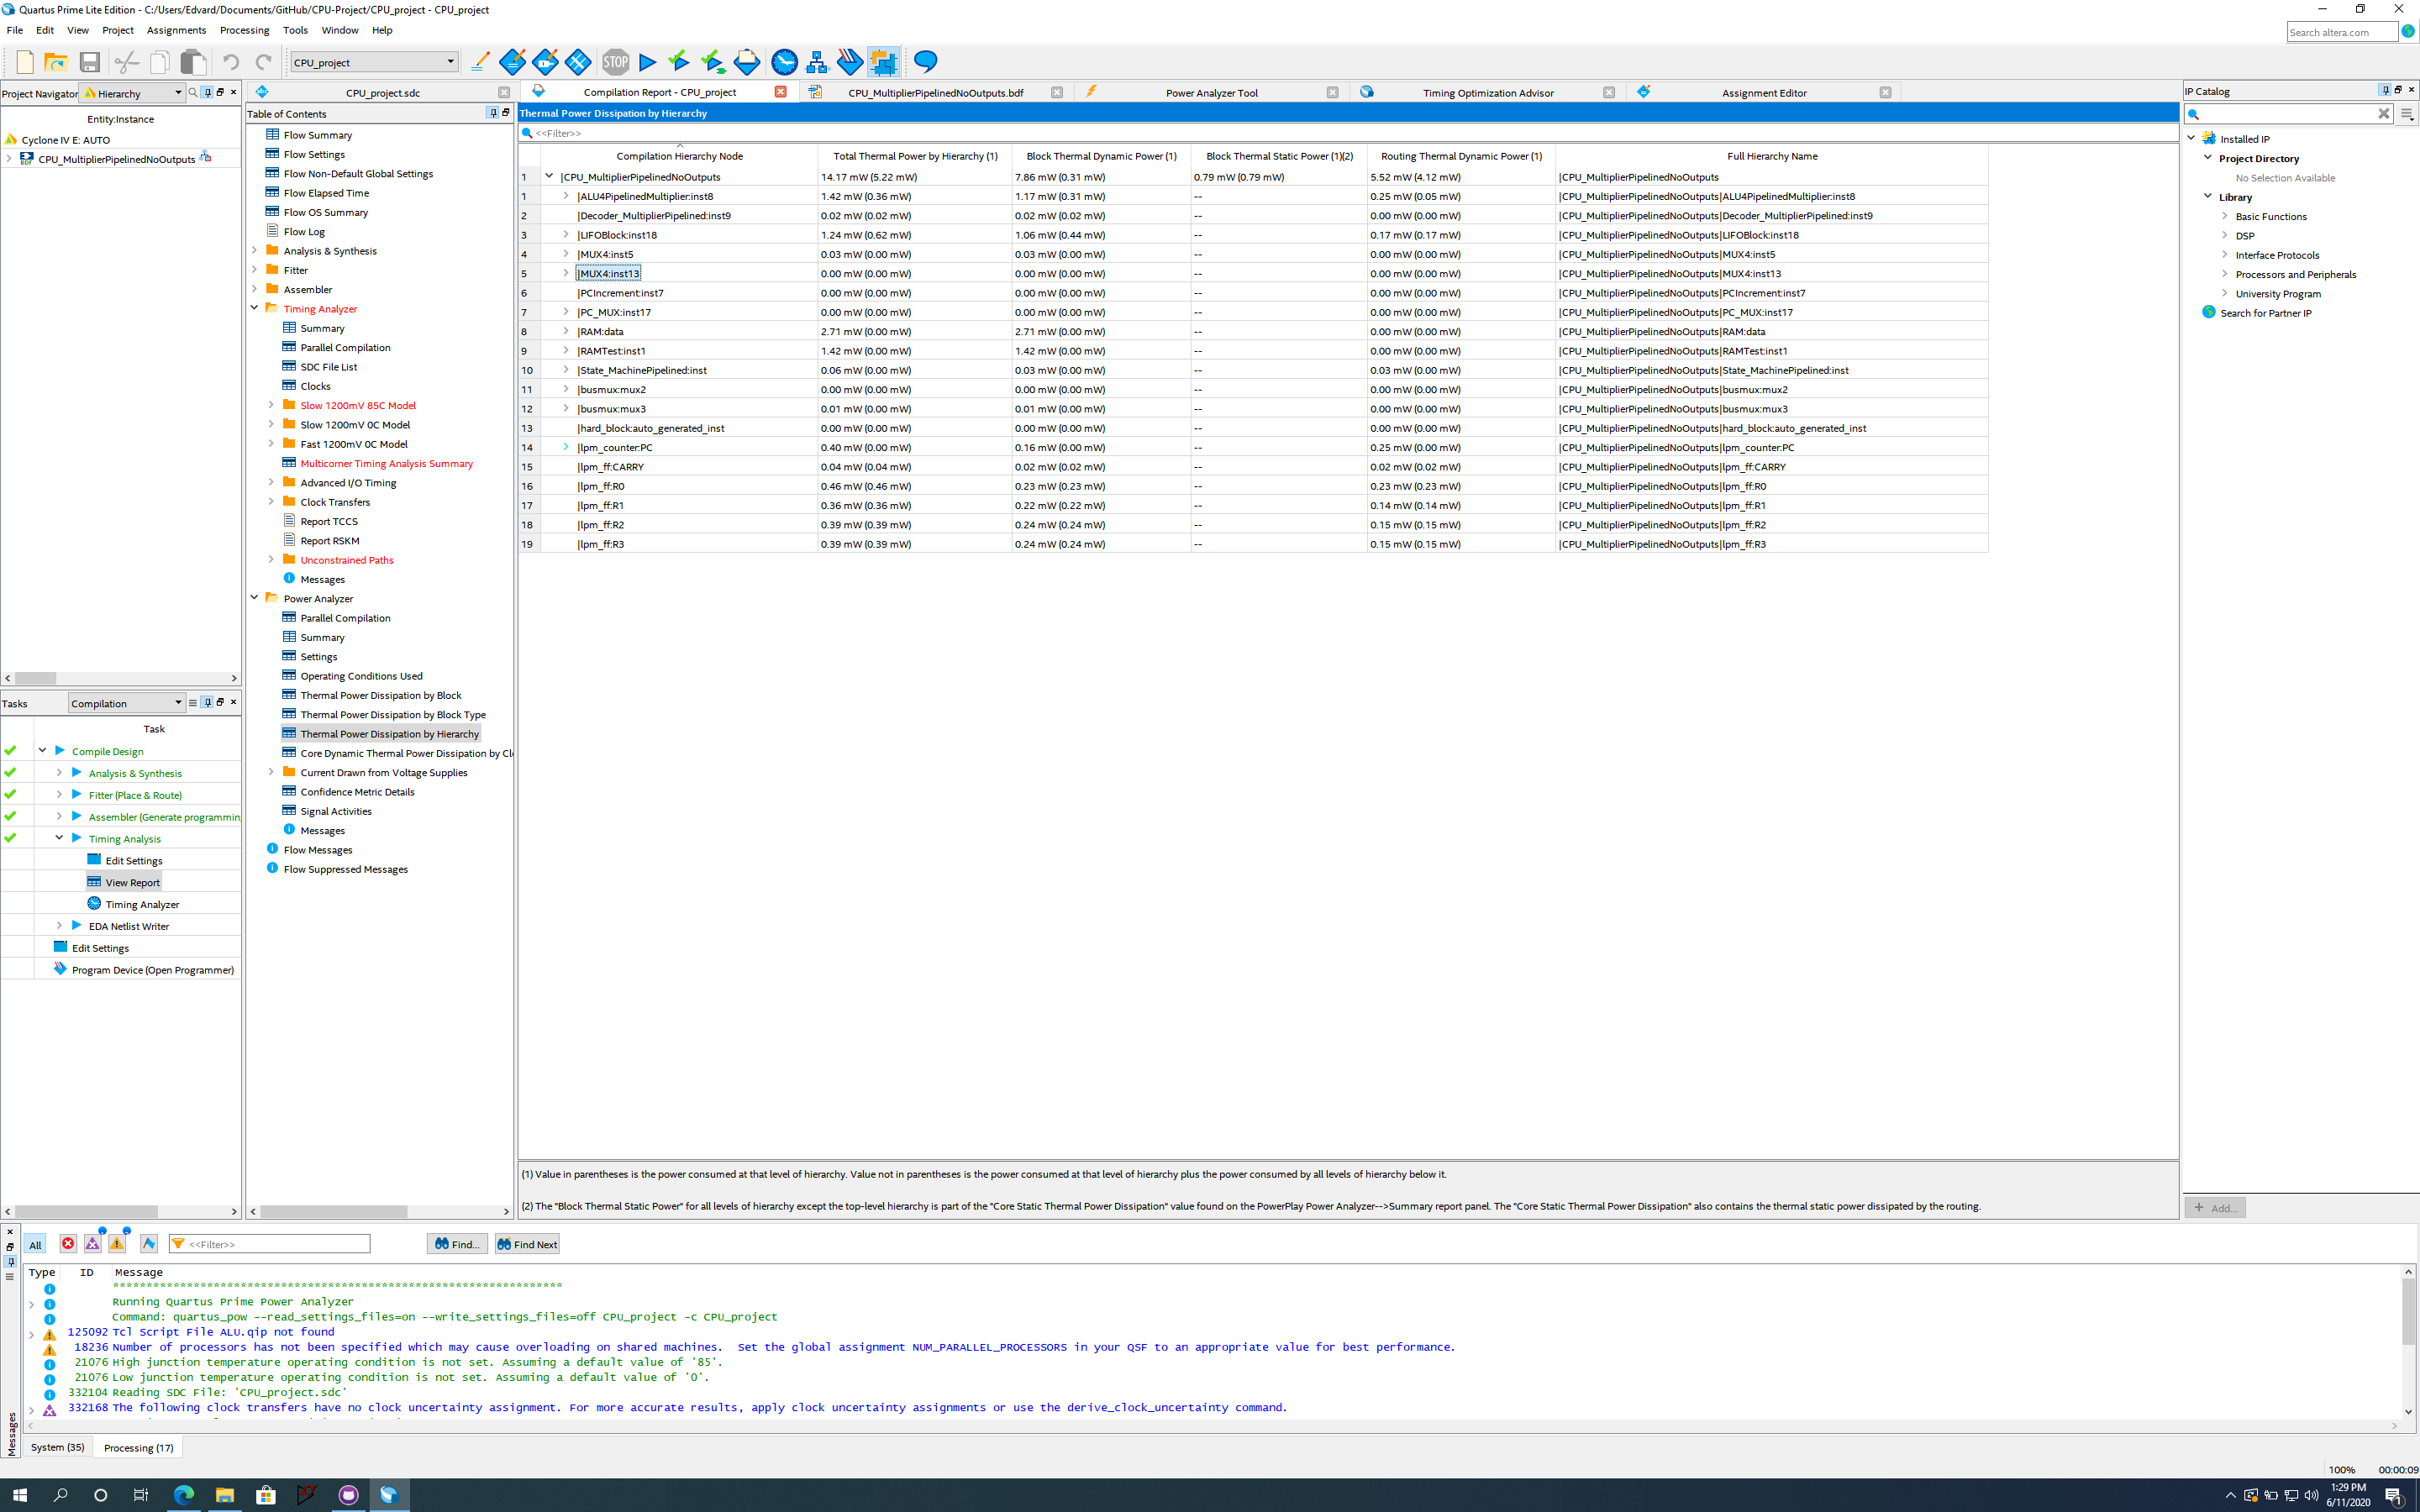 Quartus Prime Lite Edition - C:/Users/Edvard/Documents/GitHub/CPU-Project/CPU_project - CPU_project
File Edit View Project Assignments Processing Tools Window Help
Search altera.com
CPU_project
STOP
Project Navigator Hierarchy
Entity:Instance
Cyclone IV E: AUTO
CPU_MultiplierPipelinedNoOutputs
Tasks Compilation
Task
Compile Design
Analysis & Synthesis
Fitter (Place & Route)
Assembler (Generate programmin
Timing Analysis
Edit Settings
View Report
Timing Analyzer
EDA Netlist Writer
Edit Settings
Program Device (Open Programmer)
CPU_project.sdc
Compilation Report - CPU_project
CPU_MultiplierPipelinedNoOutputs.bdf
Power Analyzer Tool
Timing Optimization Advisor
Assignment Editor
Table of Contents
Flow Summary
Flow Settings
Flow Non-Default Global Settings
Flow Elapsed Time
Flow OS Summary
Flow Log
Analysis & Synthesis
Fitter
Assembler
Timing Analyzer
Summary
Parallel Compilation
SDC File List
Clocks
Slow 1200mV 85C Model
Slow 1200mV 0C Model
Fast 1200mV 0C Model
Multicorner Timing Analysis Summary
Advanced I/O Timing
Clock Transfers
Report TCCS
Report RSKM
Unconstrained Paths
Messages
Power Analyzer
Parallel Compilation
Summary
Settings
Operating Conditions Used
Thermal Power Dissipation by Block
Thermal Power Dissipation by Block Type
Thermal Power Dissipation by Hierarchy
Core Dynamic Thermal Power Dissipation by Cl
Current Drawn from Voltage Supplies
Confidence Metric Details
Signal Activities
Messages
Flow Messages
Flow Suppressed Messages
Thermal Power Dissipation by Hierarchy
<<Filter>>
Compilation Hierarchy Node Total Thermal Power by Hierarchy (1) Block Thermal Dynamic Power (1) Block Thermal Static Power (1)(2) Routing Thermal Dynamic Power (1) Full Hierarchy Name
1 |CPU_MultiplierPipelinedNoOutputs 14.17 mW (5.22 mW) 7.86 mW (0.31 mW) 0.79 mW (0.79 mW) 5.52 mW (4.12 mW) |CPU_MultiplierPipelinedNoOutputs
1 |ALU4PipelinedMultiplier:inst8 1.42 mW (0.36 mW) 1.17 mW (0.31 mW) -- 0.25 mW (0.05 mW) |CPU_MultiplierPipelinedNoOutputs|ALU4PipelinedMultiplier:inst8
2 |Decoder_MultiplierPipelined:inst9 0.02 mW (0.02 mW) 0.02 mW (0.02 mW) -- 0.00 mW (0.00 mW) |CPU_MultiplierPipelinedNoOutputs|Decoder_MultiplierPipelined:inst9
3 |LIFOBlock:inst18 1.24 mW (0.62 mW) 1.06 mW (0.44 mW) -- 0.17 mW (0.17 mW) |CPU_MultiplierPipelinedNoOutputs|LIFOBlock:inst18
4 |MUX4:inst5 0.03 mW (0.00 mW) 0.03 mW (0.00 mW) -- 0.00 mW (0.00 mW) |CPU_MultiplierPipelinedNoOutputs|MUX4:inst5
5 |MUX4:inst13 0.00 mW (0.00 mW) 0.00 mW (0.00 mW) -- 0.00 mW (0.00 mW) |CPU_MultiplierPipelinedNoOutputs|MUX4:inst13
6 |PCIncrement:inst7 0.00 mW (0.00 mW) 0.00 mW (0.00 mW) -- 0.00 mW (0.00 mW) |CPU_MultiplierPipelinedNoOutputs|PCIncrement:inst7
7 |PC_MUX:inst17 0.00 mW (0.00 mW) 0.00 mW (0.00 mW) -- 0.00 mW (0.00 mW) |CPU_MultiplierPipelinedNoOutputs|PC_MUX:inst17
8 |RAM:data 2.71 mW (0.00 mW) 2.71 mW (0.00 mW) -- 0.00 mW (0.00 mW) |CPU_MultiplierPipelinedNoOutputs|RAM:data
9 |RAMTest:inst1 1.42 mW (0.00 mW) 1.42 mW (0.00 mW) -- 0.00 mW (0.00 mW) |CPU_MultiplierPipelinedNoOutputs|RAMTest:inst1
10 |State_MachinePipelined:inst 0.06 mW (0.00 mW) 0.03 mW (0.00 mW) -- 0.03 mW (0.00 mW) |CPU_MultiplierPipelinedNoOutputs|State_MachinePipelined:inst
11 |busmux:mux2 0.00 mW (0.00 mW) 0.00 mW (0.00 mW) -- 0.00 mW (0.00 mW) |CPU_MultiplierPipelinedNoOutputs|busmux:mux2
12 |busmux:mux3 0.01 mW (0.00 mW) 0.01 mW (0.00 mW) -- 0.00 mW (0.00 mW) |CPU_MultiplierPipelinedNoOutputs|busmux:mux3
13 |hard_block:auto_generated_inst 0.00 mW (0.00 mW) 0.00 mW (0.00 mW) -- 0.00 mW (0.00 mW) |CPU_MultiplierPipelinedNoOutputs|hard_block:auto_generated_inst
14 |lpm_counter:PC 0.40 mW (0.00 mW) 0.16 mW (0.00 mW) -- 0.25 mW (0.00 mW) |CPU_MultiplierPipelinedNoOutputs|lpm_counter:PC
15 |lpm_ff:CARRY 0.04 mW (0.04 mW) 0.02 mW (0.02 mW) -- 0.02 mW (0.02 mW) |CPU_MultiplierPipelinedNoOutputs|lpm_ff:CARRY
16 |lpm_ff:R0 0.46 mW (0.46 mW) 0.23 mW (0.23 mW) -- 0.23 mW (0.23 mW) |CPU_MultiplierPipelinedNoOutputs|lpm_ff:R0
17 |lpm_ff:R1 0.36 mW (0.36 mW) 0.22 mW (0.22 mW) -- 0.14 mW (0.14 mW) |CPU_MultiplierPipelinedNoOutputs|lpm_ff:R1
18 |lpm_ff:R2 0.39 mW (0.39 mW) 0.24 mW (0.24 mW) -- 0.15 mW (0.15 mW) |CPU_MultiplierPipelinedNoOutputs|lpm_ff:R2
19 |lpm_ff:R3 0.39 mW (0.39 mW) 0.24 mW (0.24 mW) -- 0.15 mW (0.15 mW) |CPU_MultiplierPipelinedNoOutputs|lpm_ff:R3
(1) Value in parentheses is the power consumed at that level of hierarchy. Value not in parentheses is the power consumed at that level of hierarchy plus the power consumed by all levels of hierarchy below it.
(2) The "Block Thermal Static Power" for all levels of hierarchy except the top-level hierarchy is part of the "Core Static Thermal Power Dissipation" value found on the PowerPlay Power Analyzer-->Summary report panel. The "Core Static Thermal Power Dissipation" also contains the thermal static power dissipated by the routing.
IP Catalog
Installed IP
Project Directory
No Selection Available
Library
Basic Functions
DSP
Interface Protocols
Processors and Peripherals
University Program
Search for Partner IP
+ Add...
All <<Filter>> Find... Find Next
Type ID Message
*******************************************************************
Running Quartus Prime Power Analyzer
Command: quartus_pow --read_settings_files=on --write_settings_files=off CPU_project -c CPU_project
125092 Tcl Script File ALU.qip not found
18236 Number of processors has not been specified which may cause overloading on shared machines. Set the global assignment NUM_PARALLEL_PROCESSORS in your QSF to an appropriate value for best performance.
21076 High junction temperature operating condition is not set. Assuming a default value of '85'.
21076 Low junction temperature operating condition is not set. Assuming a default value of '0'.
332104 Reading SDC File: 'CPU_project.sdc'
332168 The following clock transfers have no clock uncertainty assignment. For more accurate results, apply clock uncertainty assignments or use the derive_clock_uncertainty command.
Messages
System (35) Processing (17)
100% 00:00:09
1:29 PM
6/11/2020
1